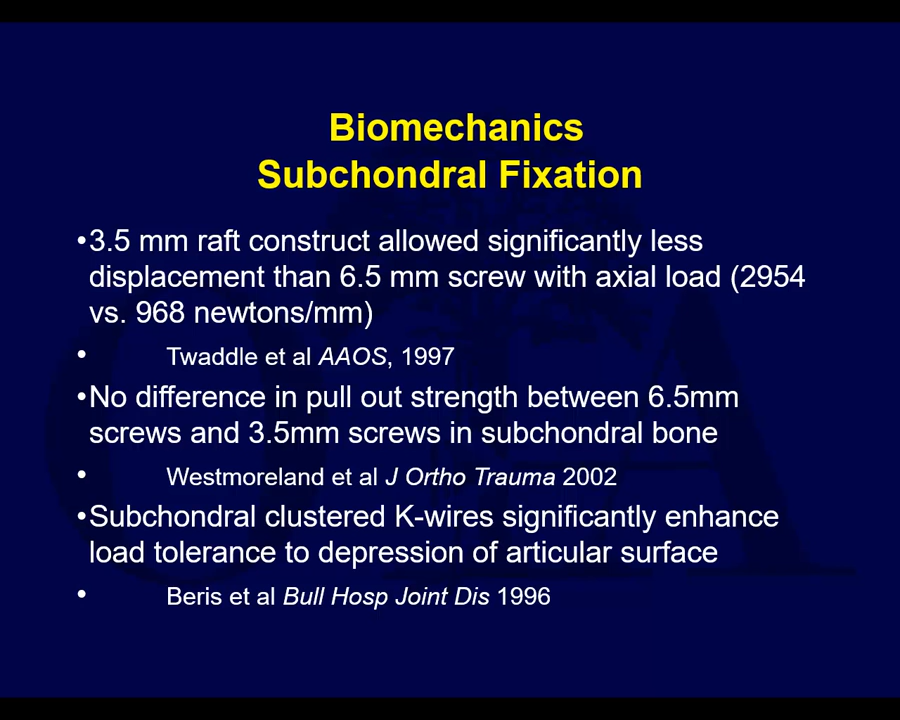 Biomechanics
Subchondral Fixation
•3.5 mm raft construct allowed significantly less
displacement than 6.5 mm screw with axial load (2954
vs. 968 newtons/mm)
• Twaddle et al AAOS, 1997
•No difference in pull out strength between 6.5mm
screws and 3.5mm screws in subchondral bone
• Westmoreland et al J Ortho Trauma 2002
•Subchondral clustered K-wires significantly enhance
load tolerance to depression of articular surface
• Beris et al Bull Hosp Joint Dis 1996